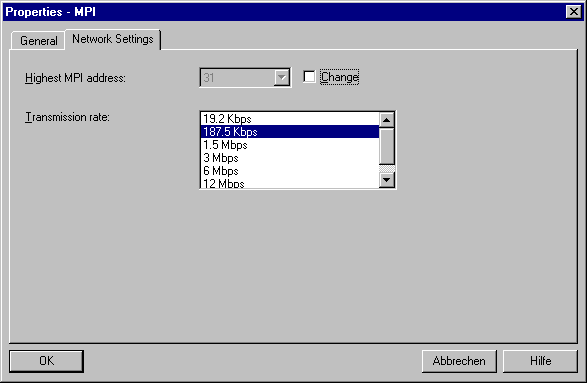 Properties - MPI
General Network Settings
Highest MPI address: 31 Change
Transmission rate: 19.2 Kbps
187.5 Kbps
1.5 Mbps
3 Mbps
6 Mbps
12 Mbps
OK Abbrechen Hilfe